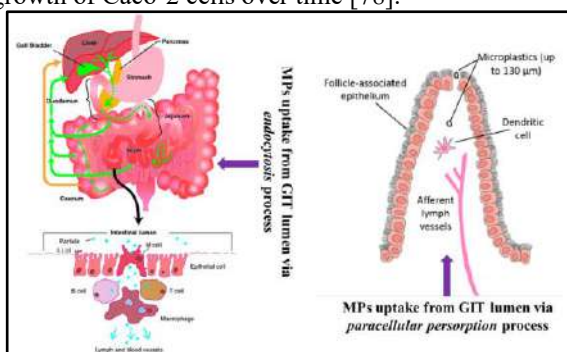 growth of Caco-2 cells over time [78].
Liver
Gall Bladder
Pancreas
Stomach
Duodenum
Jejunum
Ileum
Caecum
Intestinal lumen
Particle
M cell
Epithelial cell
B cell
T cell
Macrophage
Lymph and blood vessels
MPs uptake from GIT lumen via
endocytosis
process
Microplastics (up
to 130 μm)
Follicle-associated
epithelium
Dendritic
cell
Afferent
lymph
vessels
MPs uptake from GIT lumen via
paracellular persorption process